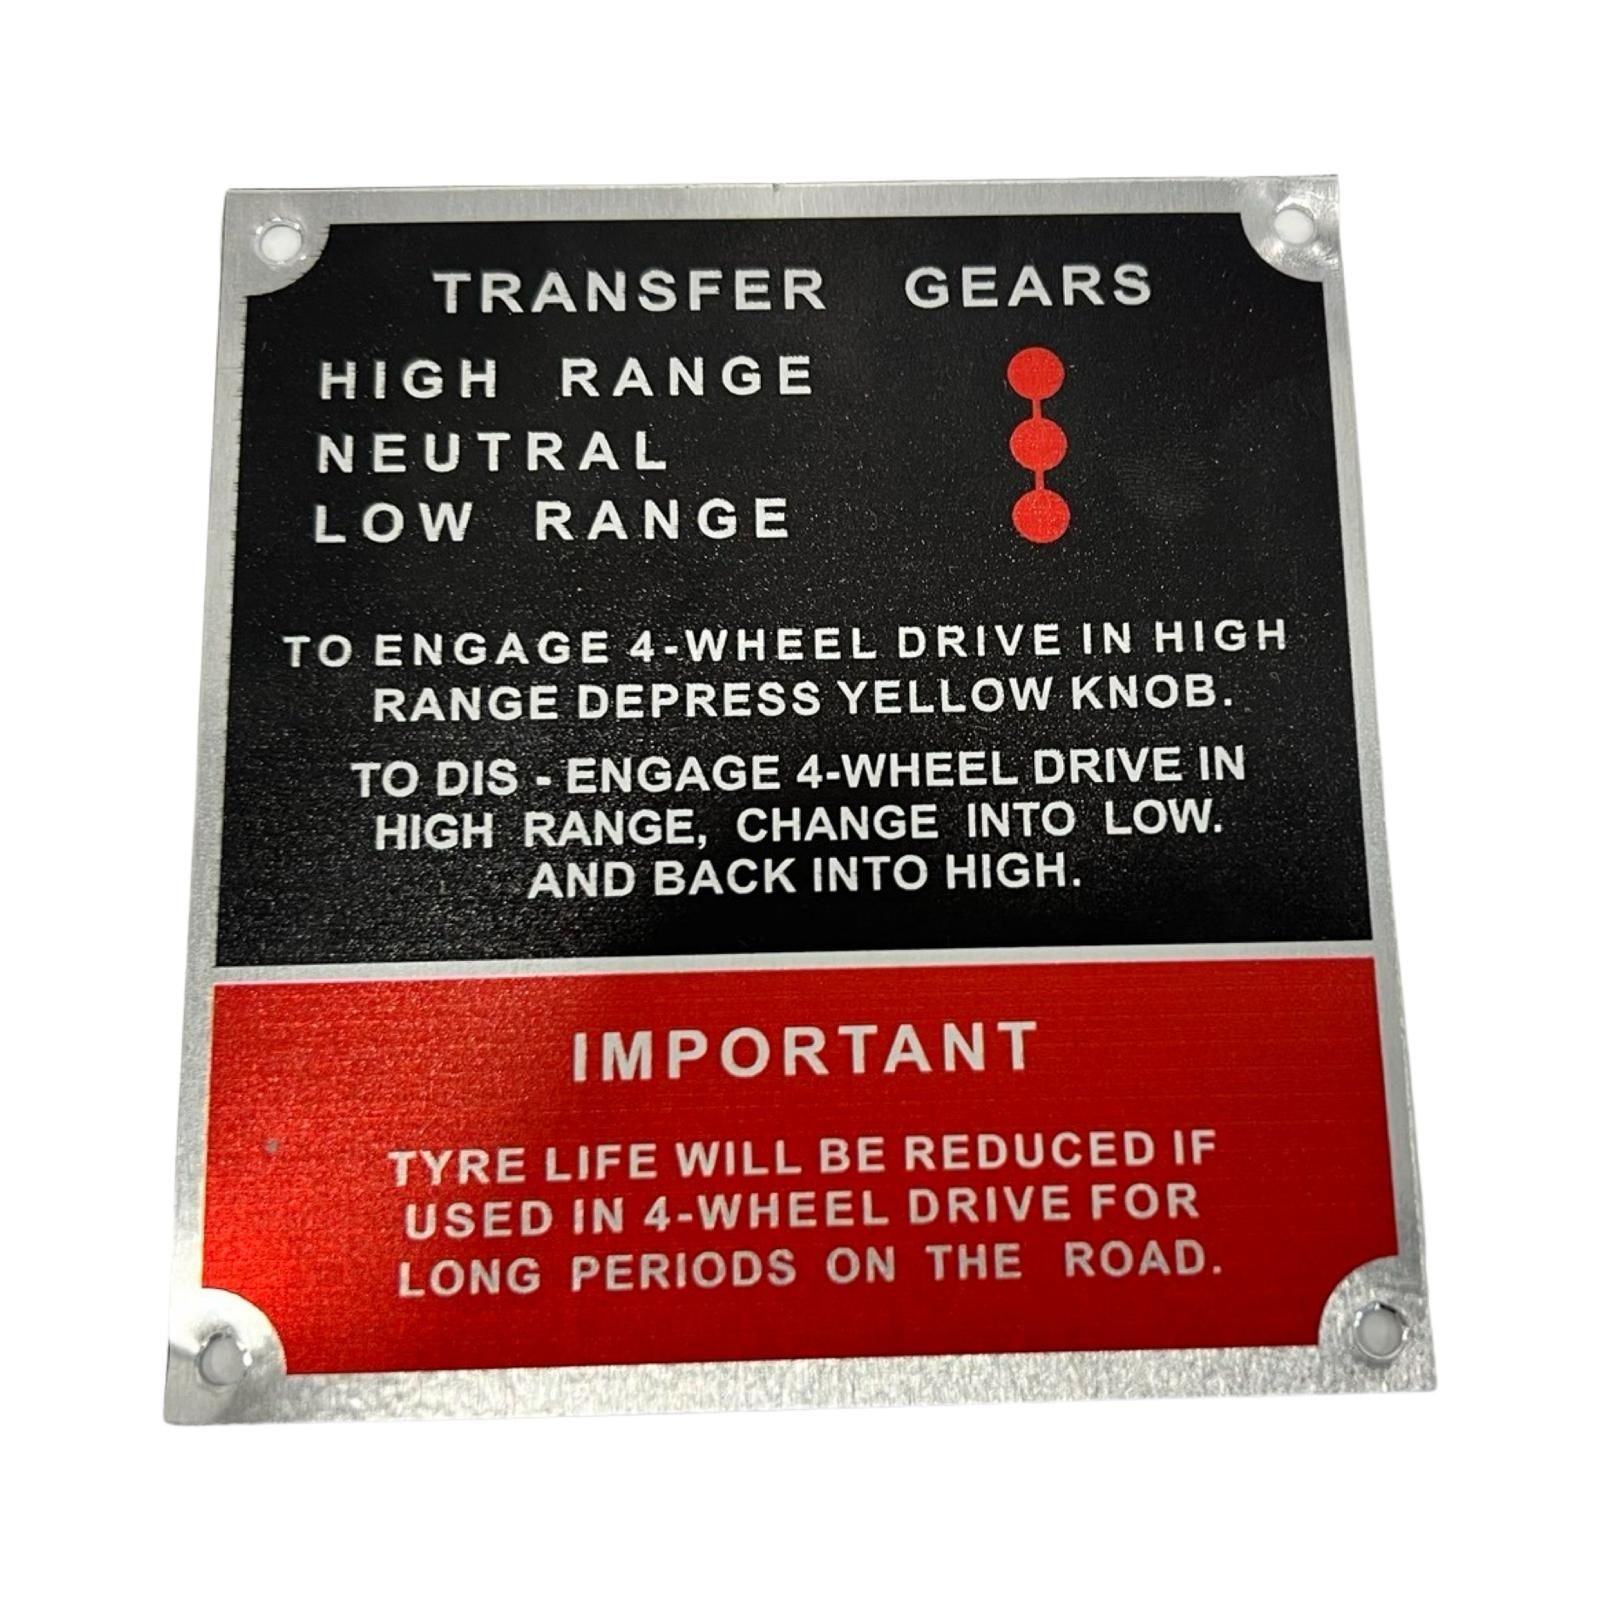 TRANSFER GEARS
HIGH RANGE
NEUTRAL
LOW RANGE
TO ENGAGE 4-WHEEL DRIVE IN HIGH
RANGE DEPRESS YELLOW KNOB.
TO DIS - ENGAGE 4-WHEEL DRIVE IN
HIGH RANGE, CHANGE INTO LOW.
AND BACK INTO HIGH.
IMPORTANT
TYRE LIFE WILL BE REDUCED IF
USED IN 4-WHEEL DRIVE FOR
LONG PERIODS ON THE ROAD.